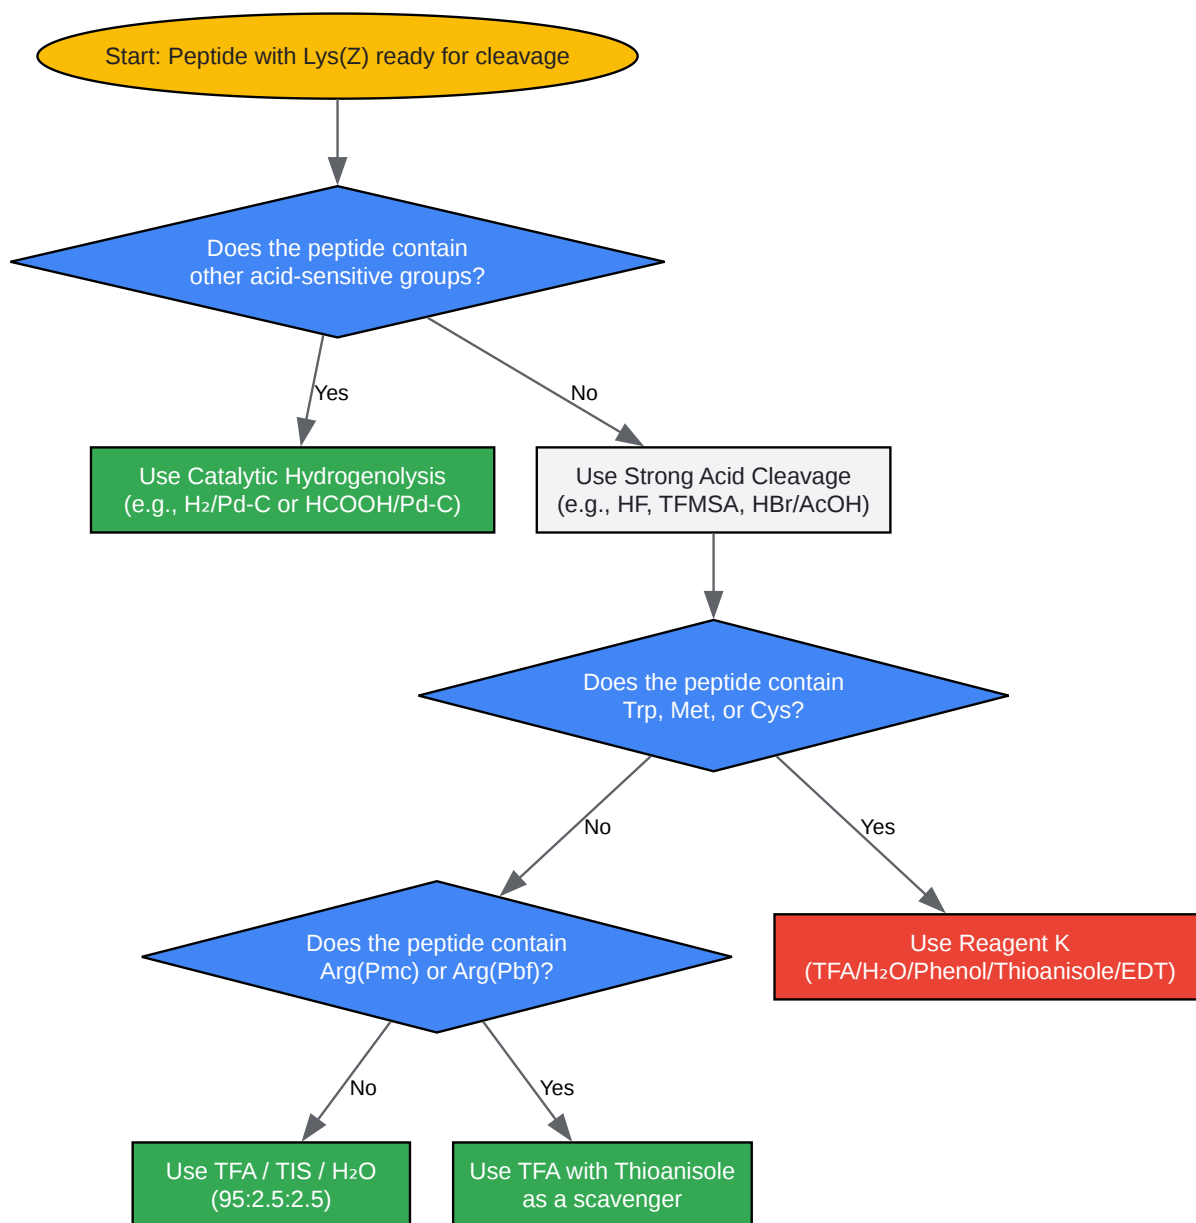 Start: Peptide with Lys(Z) ready for cleavage
Does the peptide contain
other acid-sensitive groups?
Yes
No
Use Catalytic Hydrogenolysis
(e.g., H₂/Pd-C or HCOOH/Pd-C)
Use Strong Acid Cleavage
(e.g., HF, TFMSA, HBr/AcOH)
Does the peptide contain
Trp, Met, or Cys?
No
Yes
Does the peptide contain
Arg(Pmc) or Arg(Pbf)?
Use Reagent K
(TFA/H₂O/Phenol/Thioanisole/EDT)
No
Yes
Use TFA / TIS / H₂O
(95:2.5:2.5)
Use TFA with Thioanisole
as a scavenger